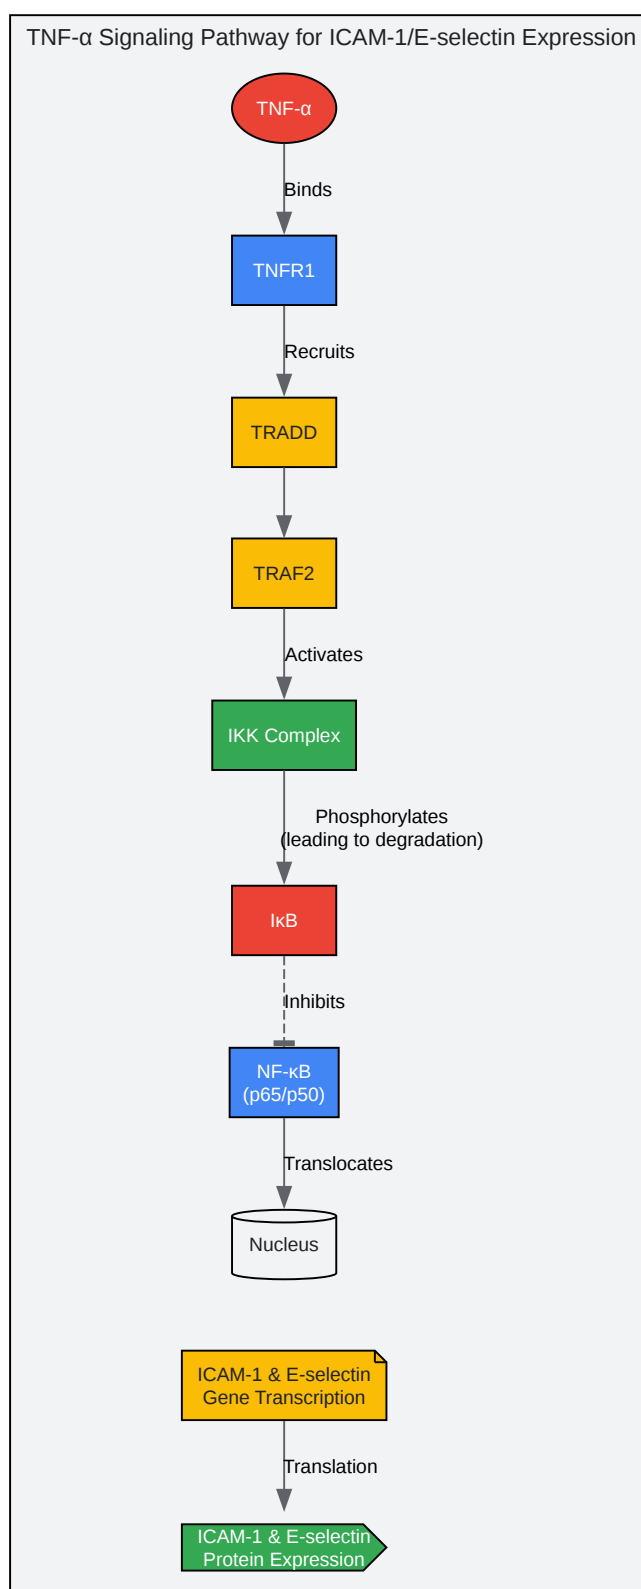 TNF-α Signaling Pathway for ICAM-1/E-selectin Expression
TNF-α
Binds
TNFR1
Recruits
TRADD
TRAF2
Activates
IKK Complex
Phosphorylates
(leading to degradation)
IκB
Inhibits
NF-κB
(p65/p50)
Translocates
Nucleus
ICAM-1 & E-selectin
Gene Transcription
Translation
ICAM-1 & E-selectin
Protein Expression